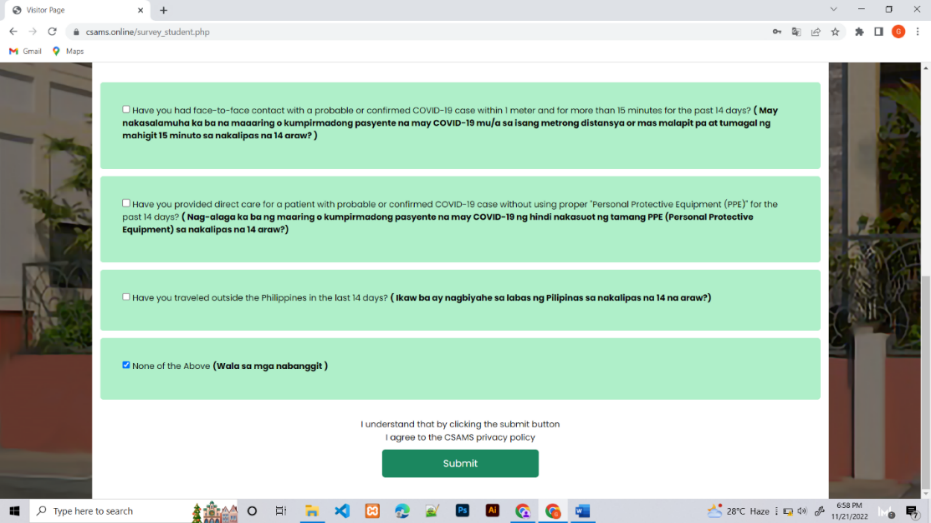 Visitor Page
csams.online/survey_student.php
G
Gmail
Maps
Have you had face-to-face contact with a probable or confirmed COVID-19 case within 1 meter and for more than 15 minutes for the past 14 days? ( May
nakasalamuha ka ba na maaaring o kumpirmadong pasyente na may COVID-19 mu/a sa isang metrong distansya or mas malapit pa at tumagal ng
mahigit 15 minuto sa nakalipas na 14 araw? )
Have you provided direct care for a patient with probable or confirmed COVID-19 case without using proper "Personal Protective Equipment (PPE)" for the
past 14 days? ( Nag-alaga ka ba ng maaring o kumpirmadong pasyente na may COVID-19 ng hindi nakasuot ng tamang PPE (Personal Protective
Equipment) sa nakalipas na 14 araw?)
Have you traveled outside the Philippines in the last 14 days? ( Ikaw ba ay nagbiyahe sa labas ng Pilipinas sa nakalipas na 14 na araw?)
None of the Above (Wala sa mga nabanggit )
I understand that by clicking the submit button
I agree to the CSAMS privacy policy
Submit
Type here to search
Ps
Ai
28°C Haze
6:58 PM
11/21/2022